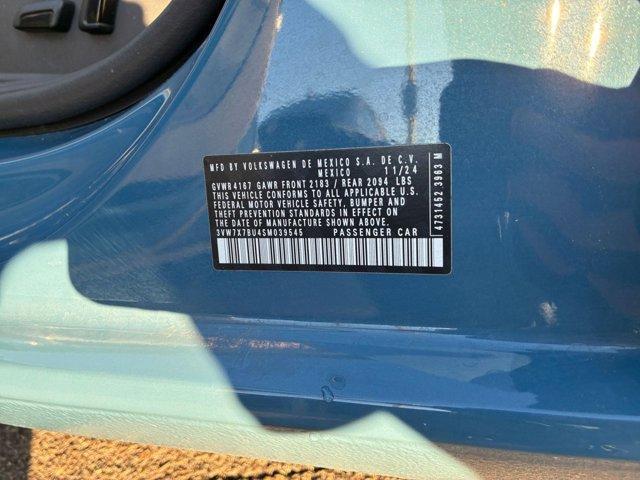 MFD BY VOLKSWAGEN DE MEXICO S.A. DE C.V.
MEXICO 11/24
GVWR4167 GAWR FRONT 2183 / REAR 2094 LBS
THIS VEHICLE CONFORMS TO ALL APPLICABLE U.S.
FEDERAL MOTOR VEHICLE SAFETY, BUMPER AND
THEFT PREVENTION STANDARDS IN EFFECT ON
THE DATE OF MANUFACTURE SHOWN ABOVE.
3VW7X7BU4SM039545 PASSENGER CAR
4731452 3963 M